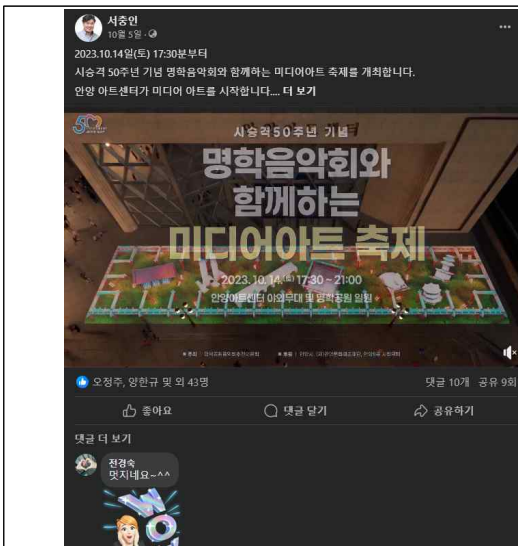 서중인
10월 5일 ·
2023.10.14일(토) 17:30분부터
시승격 50주년 기념 명학음악회와 함께하는 미디어아트 축제를 개최합니다.
안양 아트센터가 미디어 아트를 시작합니다.... 더 보기
50
시승격50주년 기념
명학음악회와
함께하는
미디어아트 축제
2023. 10. 14.(토) 17:30 ~ 21:00
안양아트센터 야외무대 및 명학공원 일원
오정주, 양한규 및 외 43명
댓글 10개 공유 9회
좋아요
댓글 달기
공유하기
댓글 더 보기
전경숙
멋지네요~^^
WO